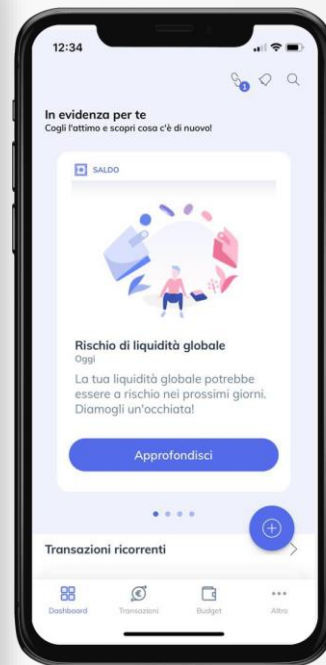 12:34
1
In evidenza per te
Cogli l'attimo e scopri cosa c'è di nuovo!
SALDO
Rischio di liquidità globale
Oggi
La tua liquidità globale potrebbe
essere a rischio nei prossimi giorni.
Diamogli un'occhiata!
Approfondisci
Transazioni ricorrenti
Dashboard
Transazioni
Budget
Altro